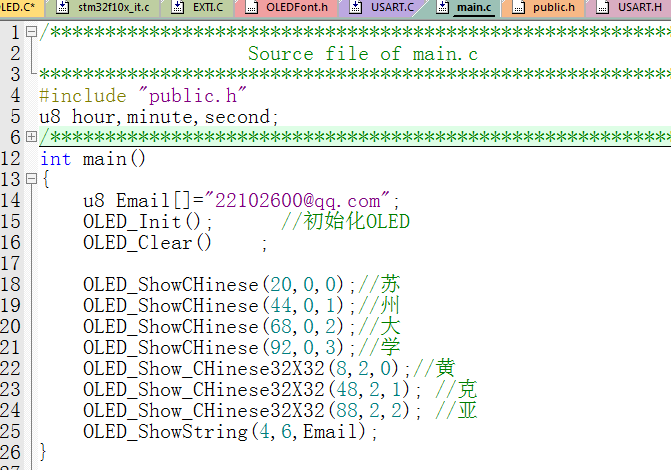 OLED.C* stm32f10x_it.c EXTI.C OLEDFont.h USART.C main.c public.h USART.H
1 /************************************************************
2 Source file of main.c
3 ************************************************************
4 #include "public.h"
5 u8 hour,minute,second;
6 /************************************************************
12 int main()
13 {
14 u8 Email[]="22102600@qq.com";
15 OLED_Init(); //初始化OLED
16 OLED_Clear() ;
17
18 OLED_ShowCHinese(20,0,0);//苏
19 OLED_ShowCHinese(44,0,1);//州
20 OLED_ShowCHinese(68,0,2);//大
21 OLED_ShowCHinese(92,0,3);//学
22 OLED_Show_CHinese32X32(8,2,0);//黄
23 OLED_Show_CHinese32X32(48,2,1); //克
24 OLED_Show_CHinese32X32(88,2,2); //亚
25 OLED_ShowString(4,6,Email);
26 }
27